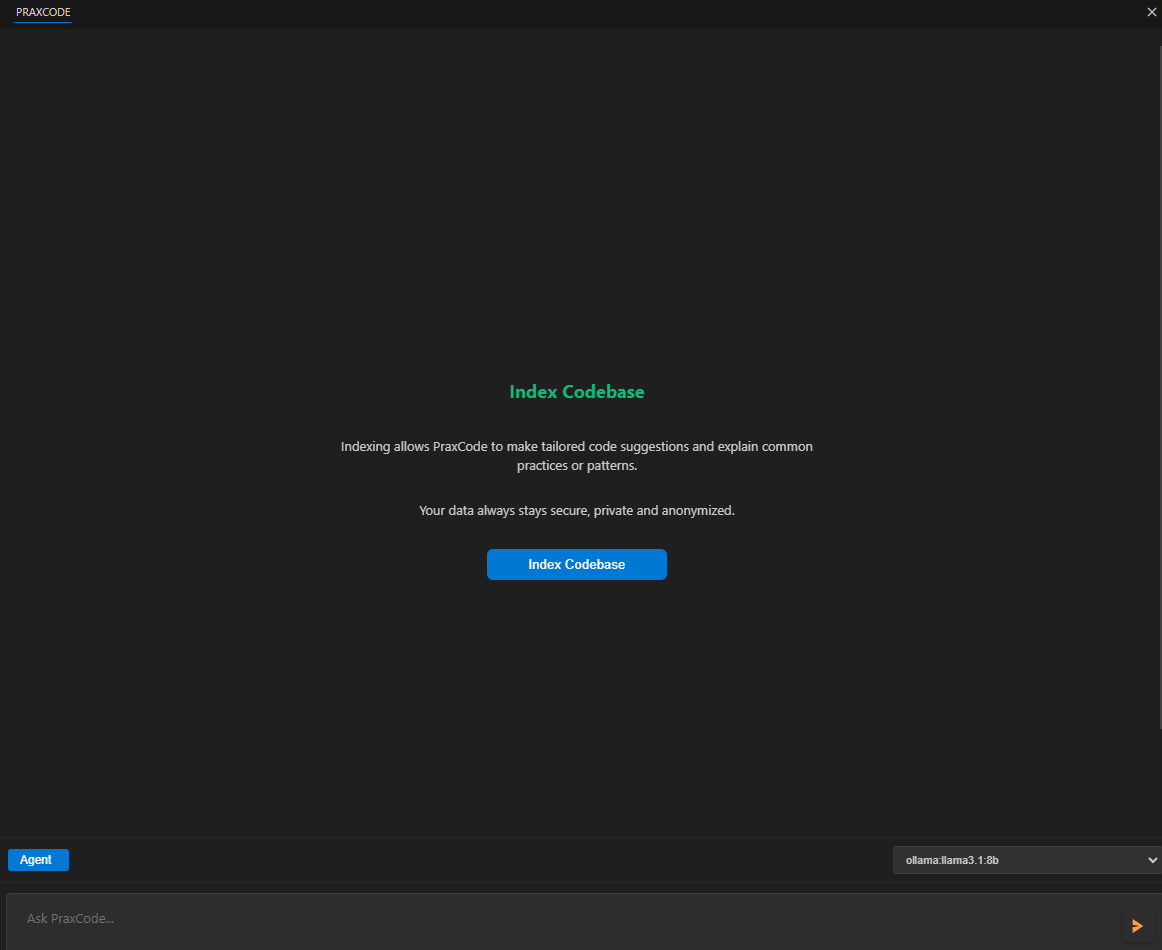 PRAXCODE
Index Codebase
Indexing allows PraxCode to make tailored code suggestions and explain common
practices or patterns.
Your data always stays secure, private and anonymized.
Index Codebase
Agent
ollama:llama3.1:8b
Ask PraxCode...